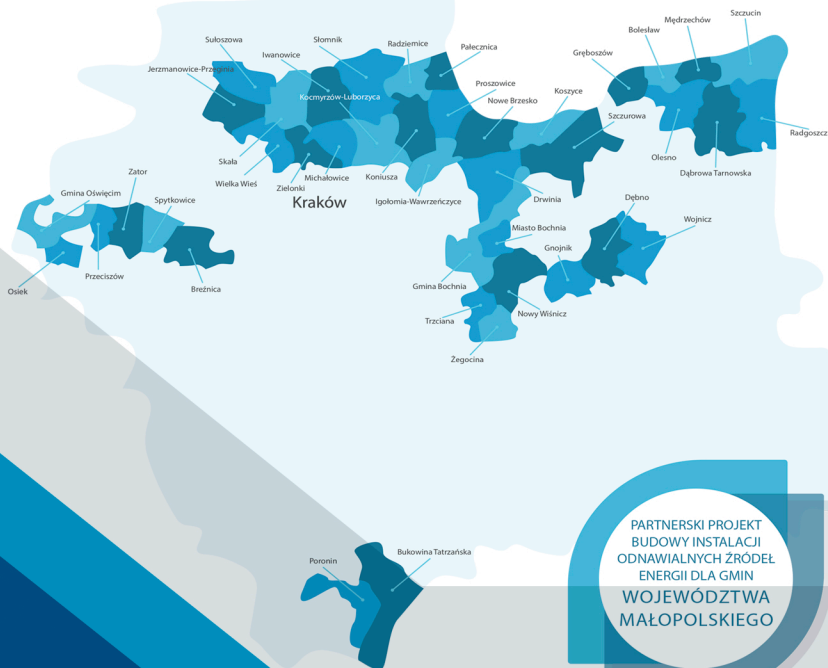 Szczucin
Mędrzechów
Bolesław
Gręboszów
Sułoszowa
Słomnik
Radziemice
Pałecznica
Iwanowice
Jerzmanowice-Przeginia
Proszowice
Koszyce
Kocmyrzów-Luborzyca
Nowe Brzesko
Szczurowa
Radgoszcz
Skała
Olesno
Dąbrowa Tarnowska
Wielka Wieś
Zielonki
Michałowice
Koniusza
Igołomia-Wawrzeńczyce
Drwinia
Kraków
Zator
Gmina Oświęcim
Spytkowice
Dębno
Wojnicz
Miasto Bochnia
Gnojnik
Osiek
Przeciszów
Breźnica
Gmina Bochnia
Nowy Wiśnicz
Trzciana
Żegocina
Bukowina Tatrzańska
Poronin
PARTNERSKI PROJEKT
BUDOWY INSTALACJI
ODNAWIALNYCH ŹRÓDEŁ
ENERGII DLA GMIN
WOJEWÓDZTWA
MAŁOPOLSKIEGO